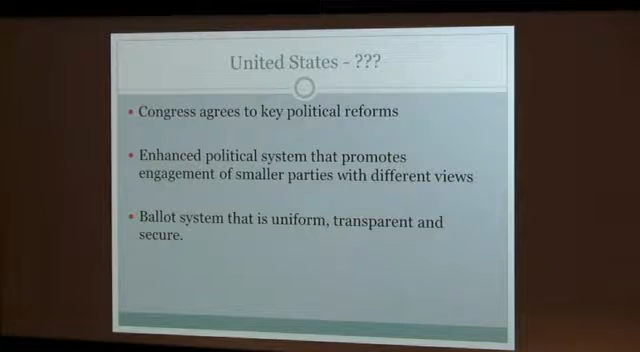 United States - ???
• Congress agrees to key political reforms
• Enhanced political system that promotes
engagement of smaller parties with different views
• Ballot system that is uniform, transparent and
secure.